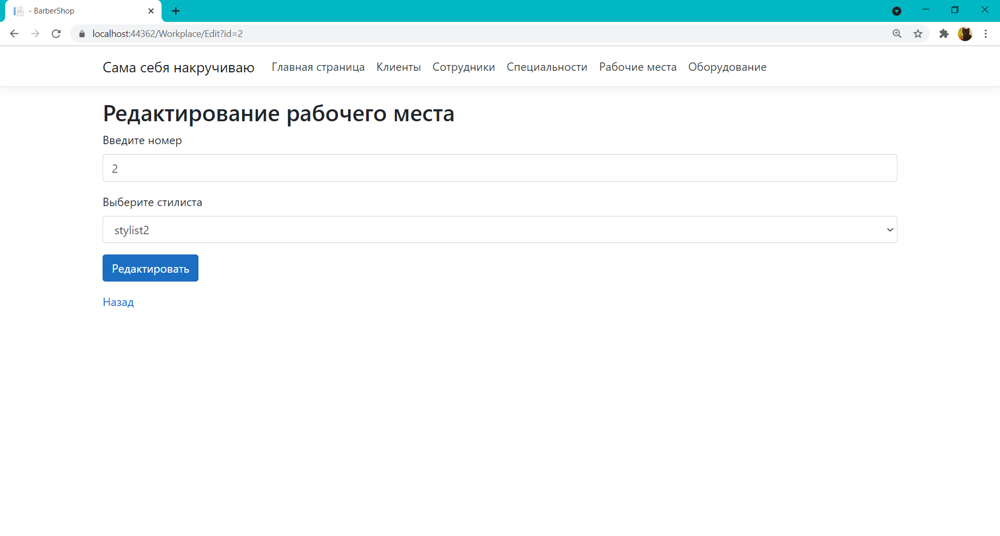 - BarberShop
localhost:44362/Workplace/Edit?id=2
Сама себя накручиваю Главная страница Клиенты Сотрудники Специальности Рабочие места Оборудование
Редактирование рабочего места
Введите номер
2
Выберите стилиста
stylist2
Редактировать
Назад